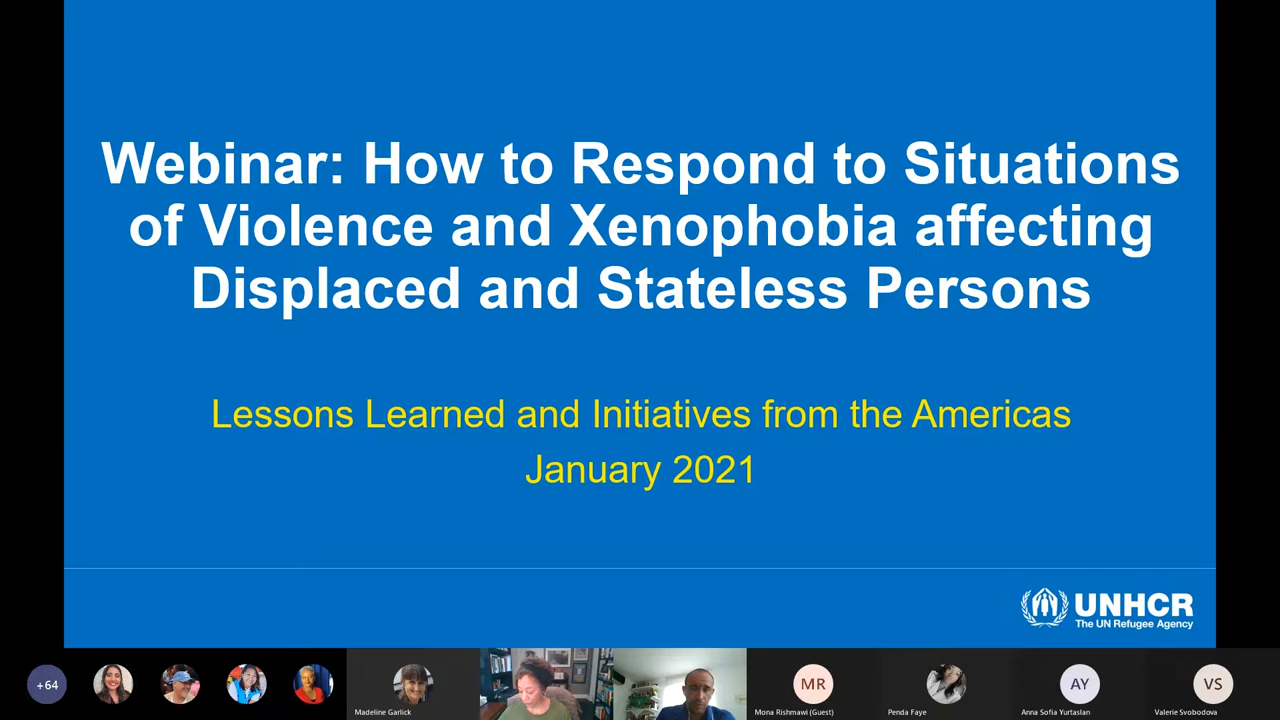 Webinar: How to Respond to Situations
of Violence and Xenophobia affecting
Displaced and Stateless Persons
Lessons Learned and Initiatives from the Americas
January 2021
UNHCR
The UN Refugee Agency
+64
Madeline Garlick
MR
Mona Rishmawi (Guest)
Penda Faye
AY
Anna Sofia Yurtaslan
VS
Valerie Svobodova